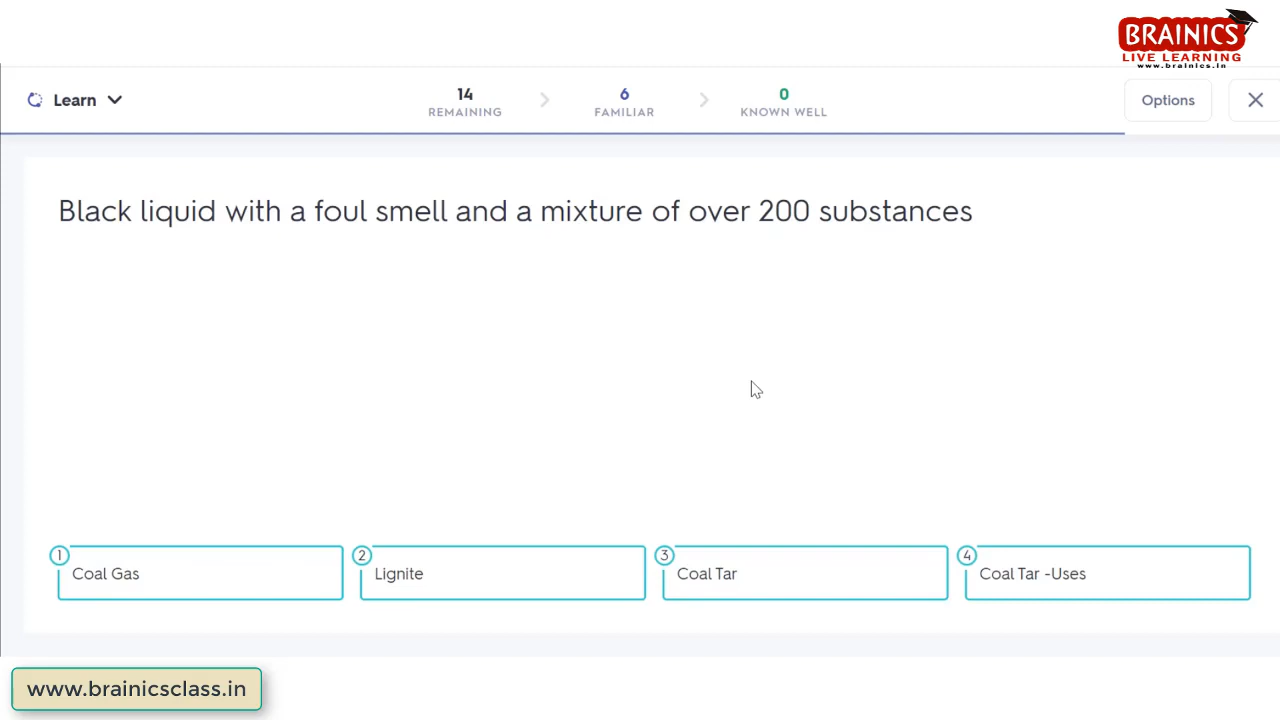 BRAINICS
LIVE LEARNING
www.brainics.in
Learn
14
REMAINING
6
FAMILIAR
0
KNOWN WELL
Options
Black liquid with a foul smell and a mixture of over 200 substances
1
Coal Gas
2
Lignite
3
Coal Tar
4
Coal Tar -Uses
www.brainicsclass.in